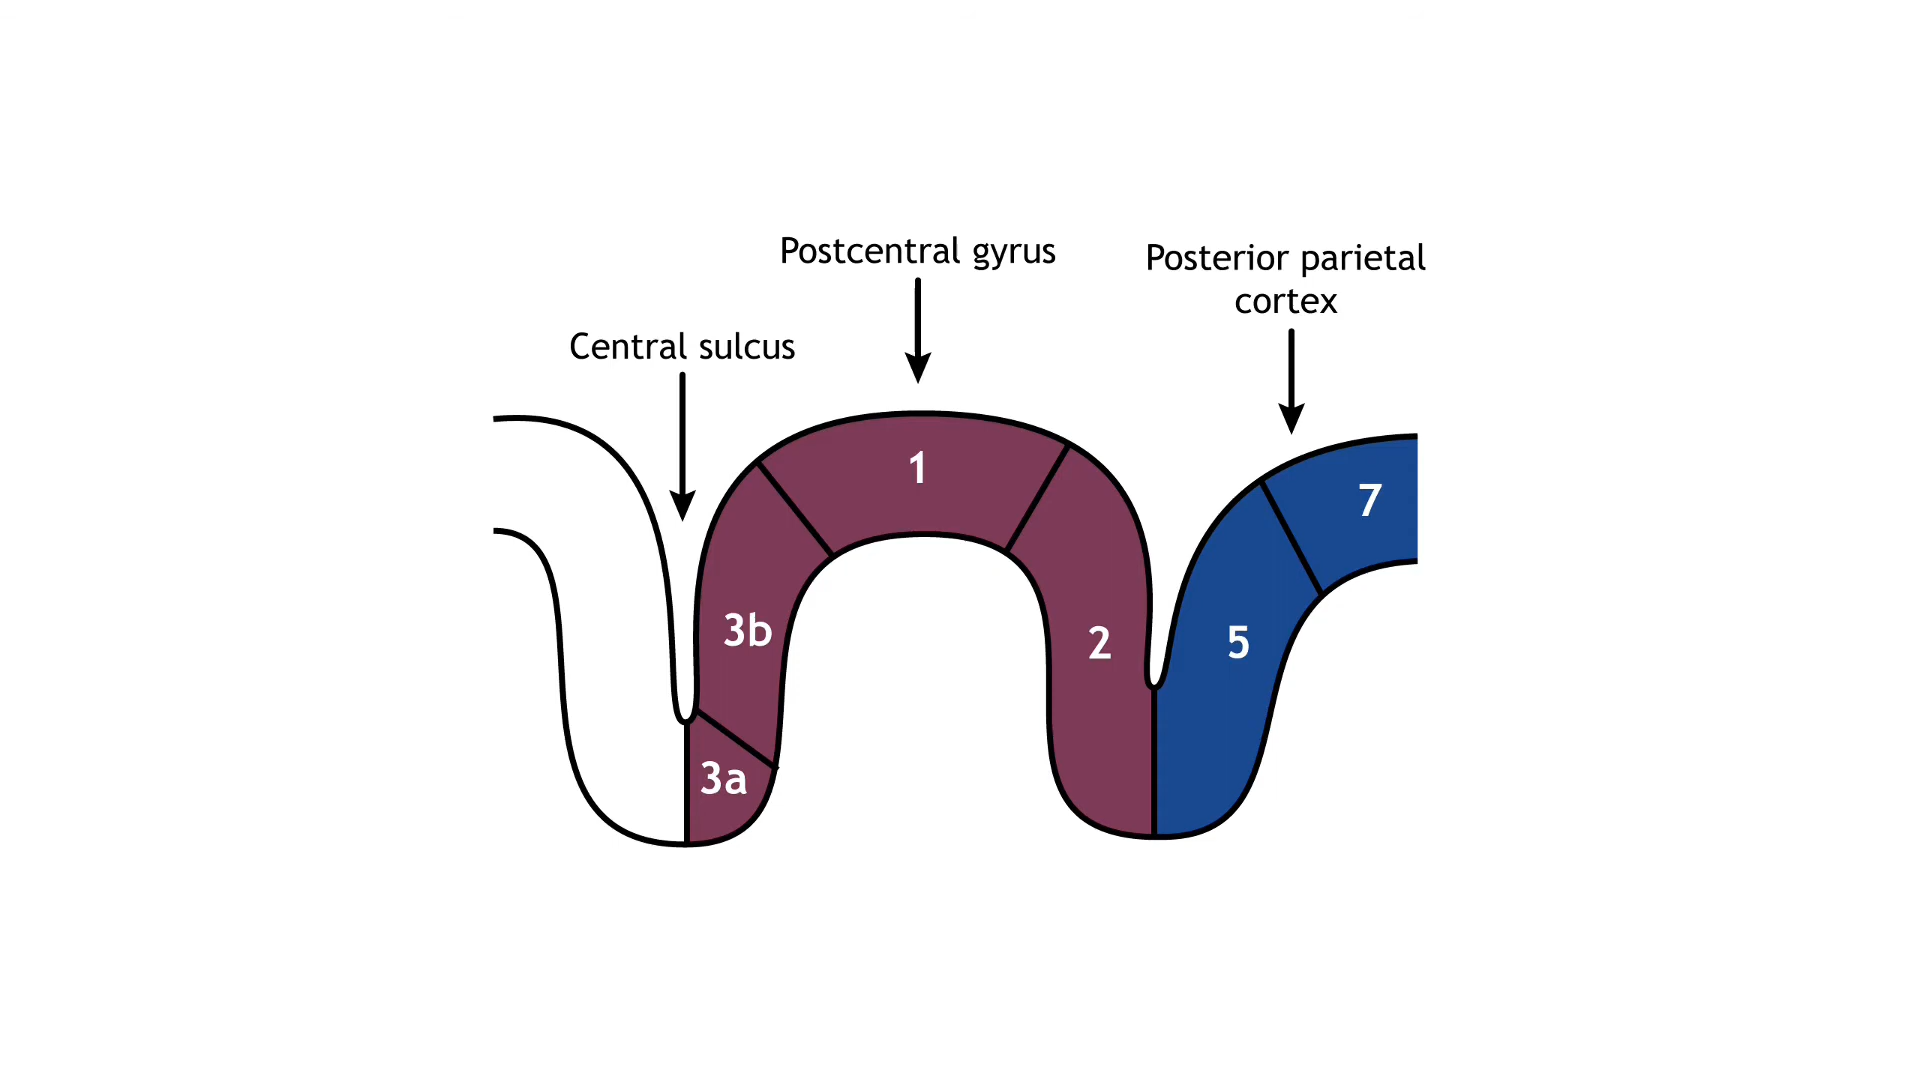 Postcentral gyrus
Posterior parietal
cortex
Central sulcus
1
7
3b
2
5
3a